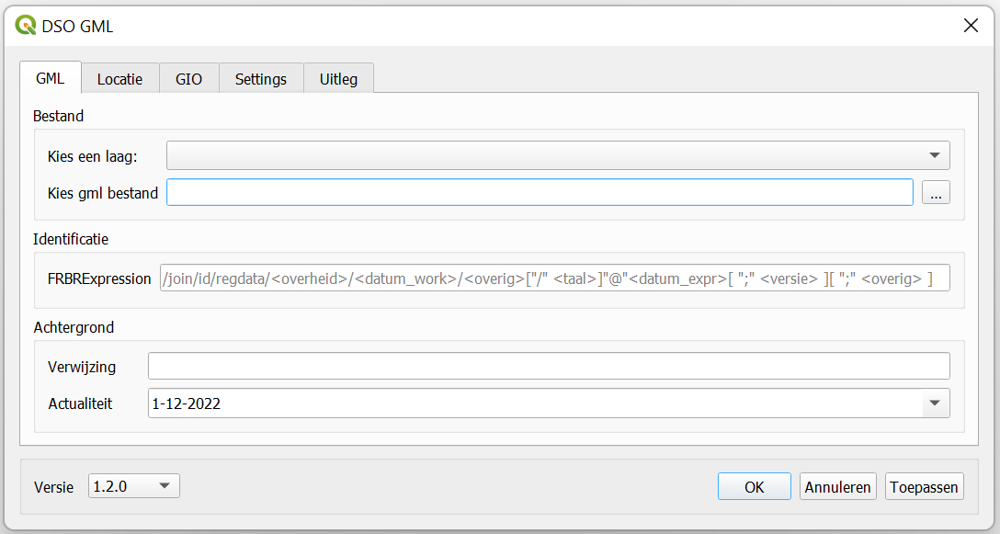 DSO GML
GML Locatie GIO Settings Uitleg
Bestand
Kies een laag:
Kies gml bestand ...
Identificatie
FRBRExpression /join/id/regdata/<overheid>/<datum_work>/<overig>["/" <taal>]"@"<datum_expr>[ ";" <versie> ][ ";" <overig> ]
Achtergrond
Verwijzing
Actualiteit 1-12-2022
Versie 1.2.0 OK Annuleren Toepassen